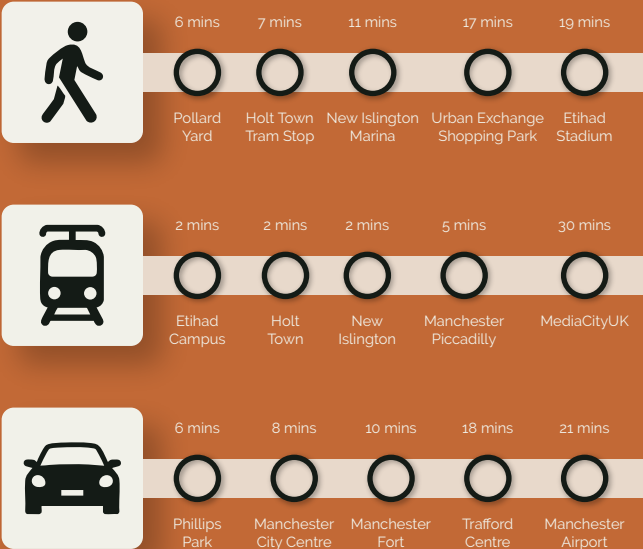 6 mins 7 mins 11 mins 17 mins 19 mins
Pollard Holt Town New Islington Urban Exchange Etihad
Yard Tram Stop Marina Shopping Park Stadium
2 mins 2 mins 2 mins 5 mins 30 mins
Etihad Holt New Manchester MediaCityUK
Campus Town Islington Piccadilly
6 mins 8 mins 10 mins 18 mins 21 mins
Phillips Manchester Manchester Trafford Manchester
Park City Centre Fort Centre Airport